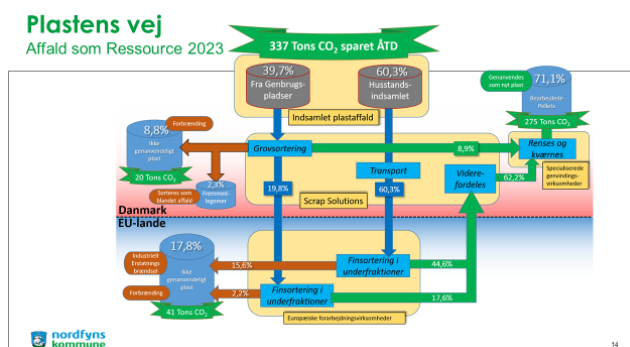 Plastens vej
Affald som Ressource 2023
337 Tons CO₂ sparet ÅTD
39,7%
Fra Genbrugs-
pladser
60,3%
Husstands-
indsamlet
Indsamlet plastaffald
Genanvendes
som nyt plast
71,1%
Bearbejdede
Pellets
275 Tons CO₂
Forbrænding
8,8%
Ikke
genanvendeligt
plast
20 Tons CO₂
Grovsortering
8,9%
Renses og
kværnes
Transport
Videre-
fordeles
62,2%
Specialiserede
genvindings-
virksomheder
Sorteres som
blandet affald
2,3%
Fremmed-
legemer
19,8%
60,3%
Scrap Solutions
Danmark
EU-lande
17,8%
Industrielt
Erstatnings
brændsel
Ikke
genanvendeligt
plast
15,6%
Finsortering i
underfraktioner
44,6%
Forbrænding
2,2%
Finsortering i
underfraktioner
17,6%
41 Tons CO₂
Europæiske forarbejdningsvirksomheder
nordfyns
kommune
14